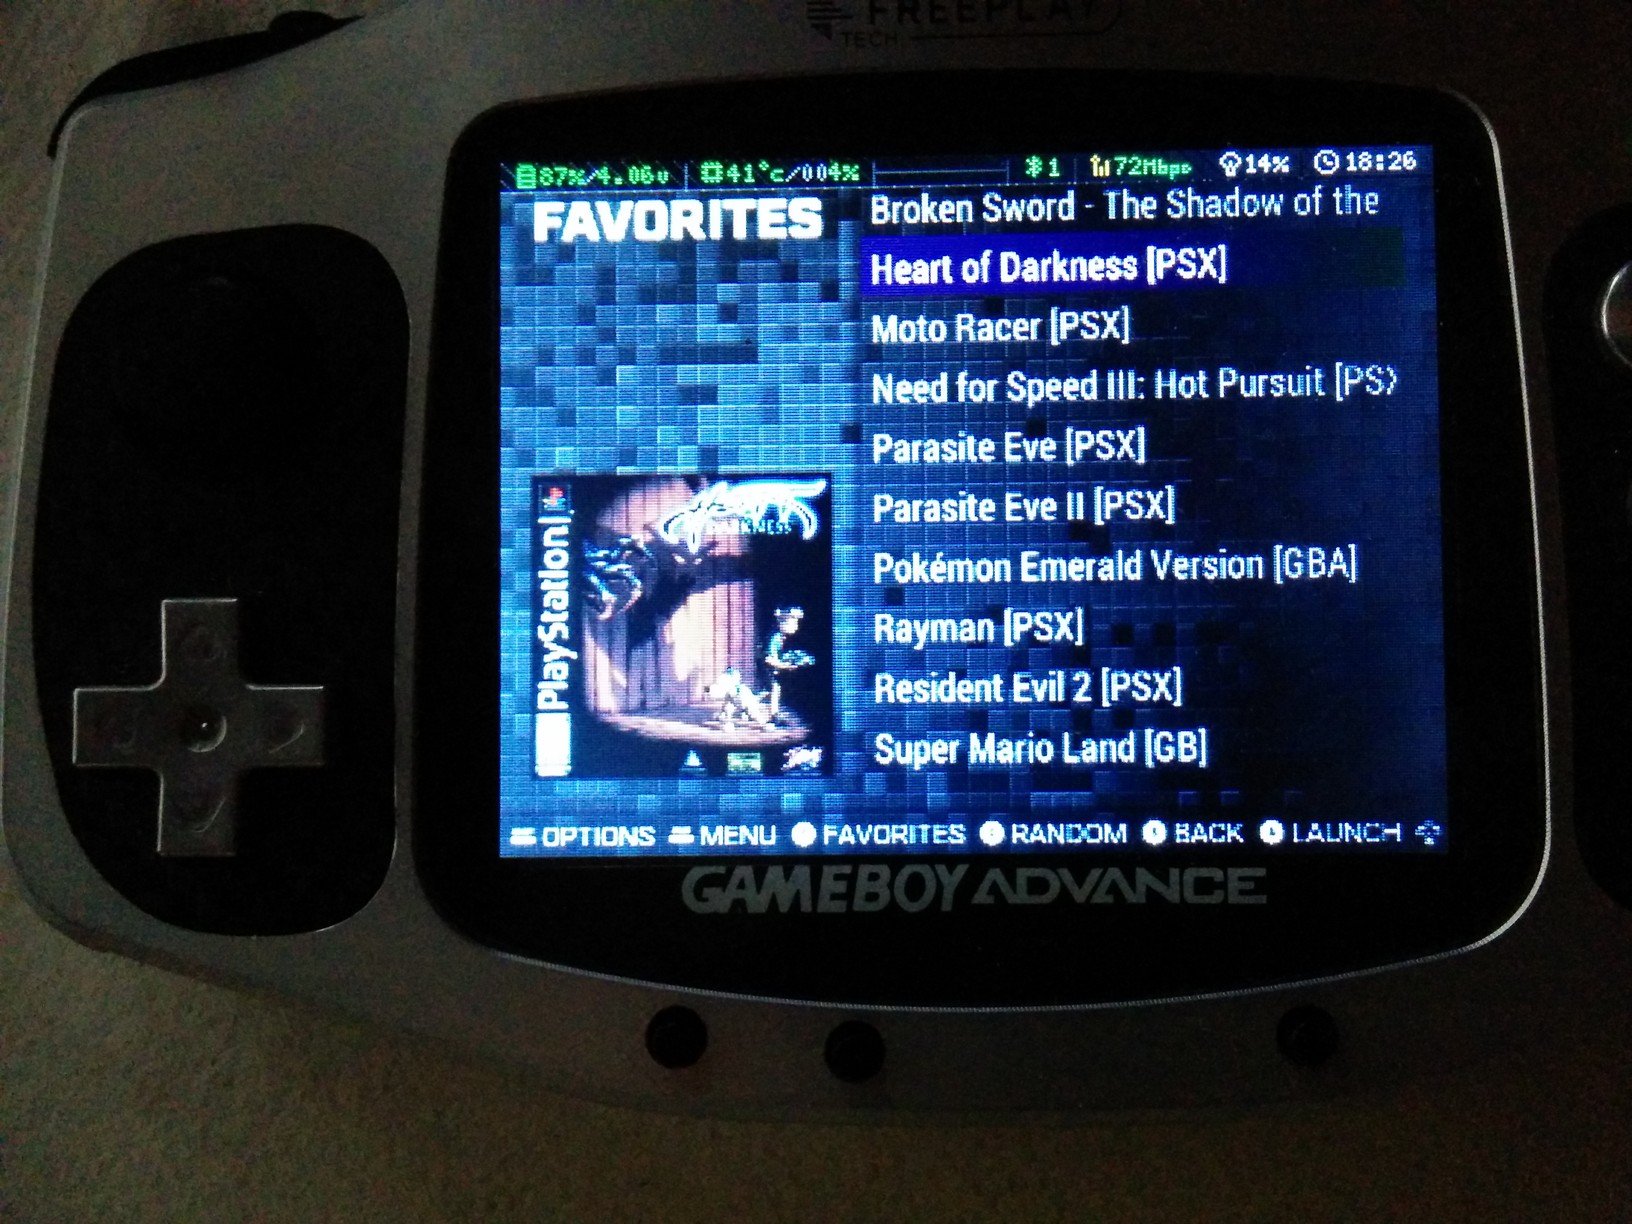 FREEPLAY
TECH
87%/4.06v 41°c/004% 1 72Mbps 14% 18:26
FAVORITES
Broken Sword - The Shadow of the
Heart of Darkness [PSX]
Moto Racer [PSX]
Need for Speed III: Hot Pursuit [PS
Parasite Eve [PSX]
Parasite Eve II [PSX]
Pokémon Emerald Version [GBA]
Rayman [PSX]
Resident Evil 2 [PSX]
Super Mario Land [GB]
PlayStation
DARKNESS
OPTIONS MENU FAVORITES RANDOM BACK LAUNCH
GAMEBOY ADVANCE